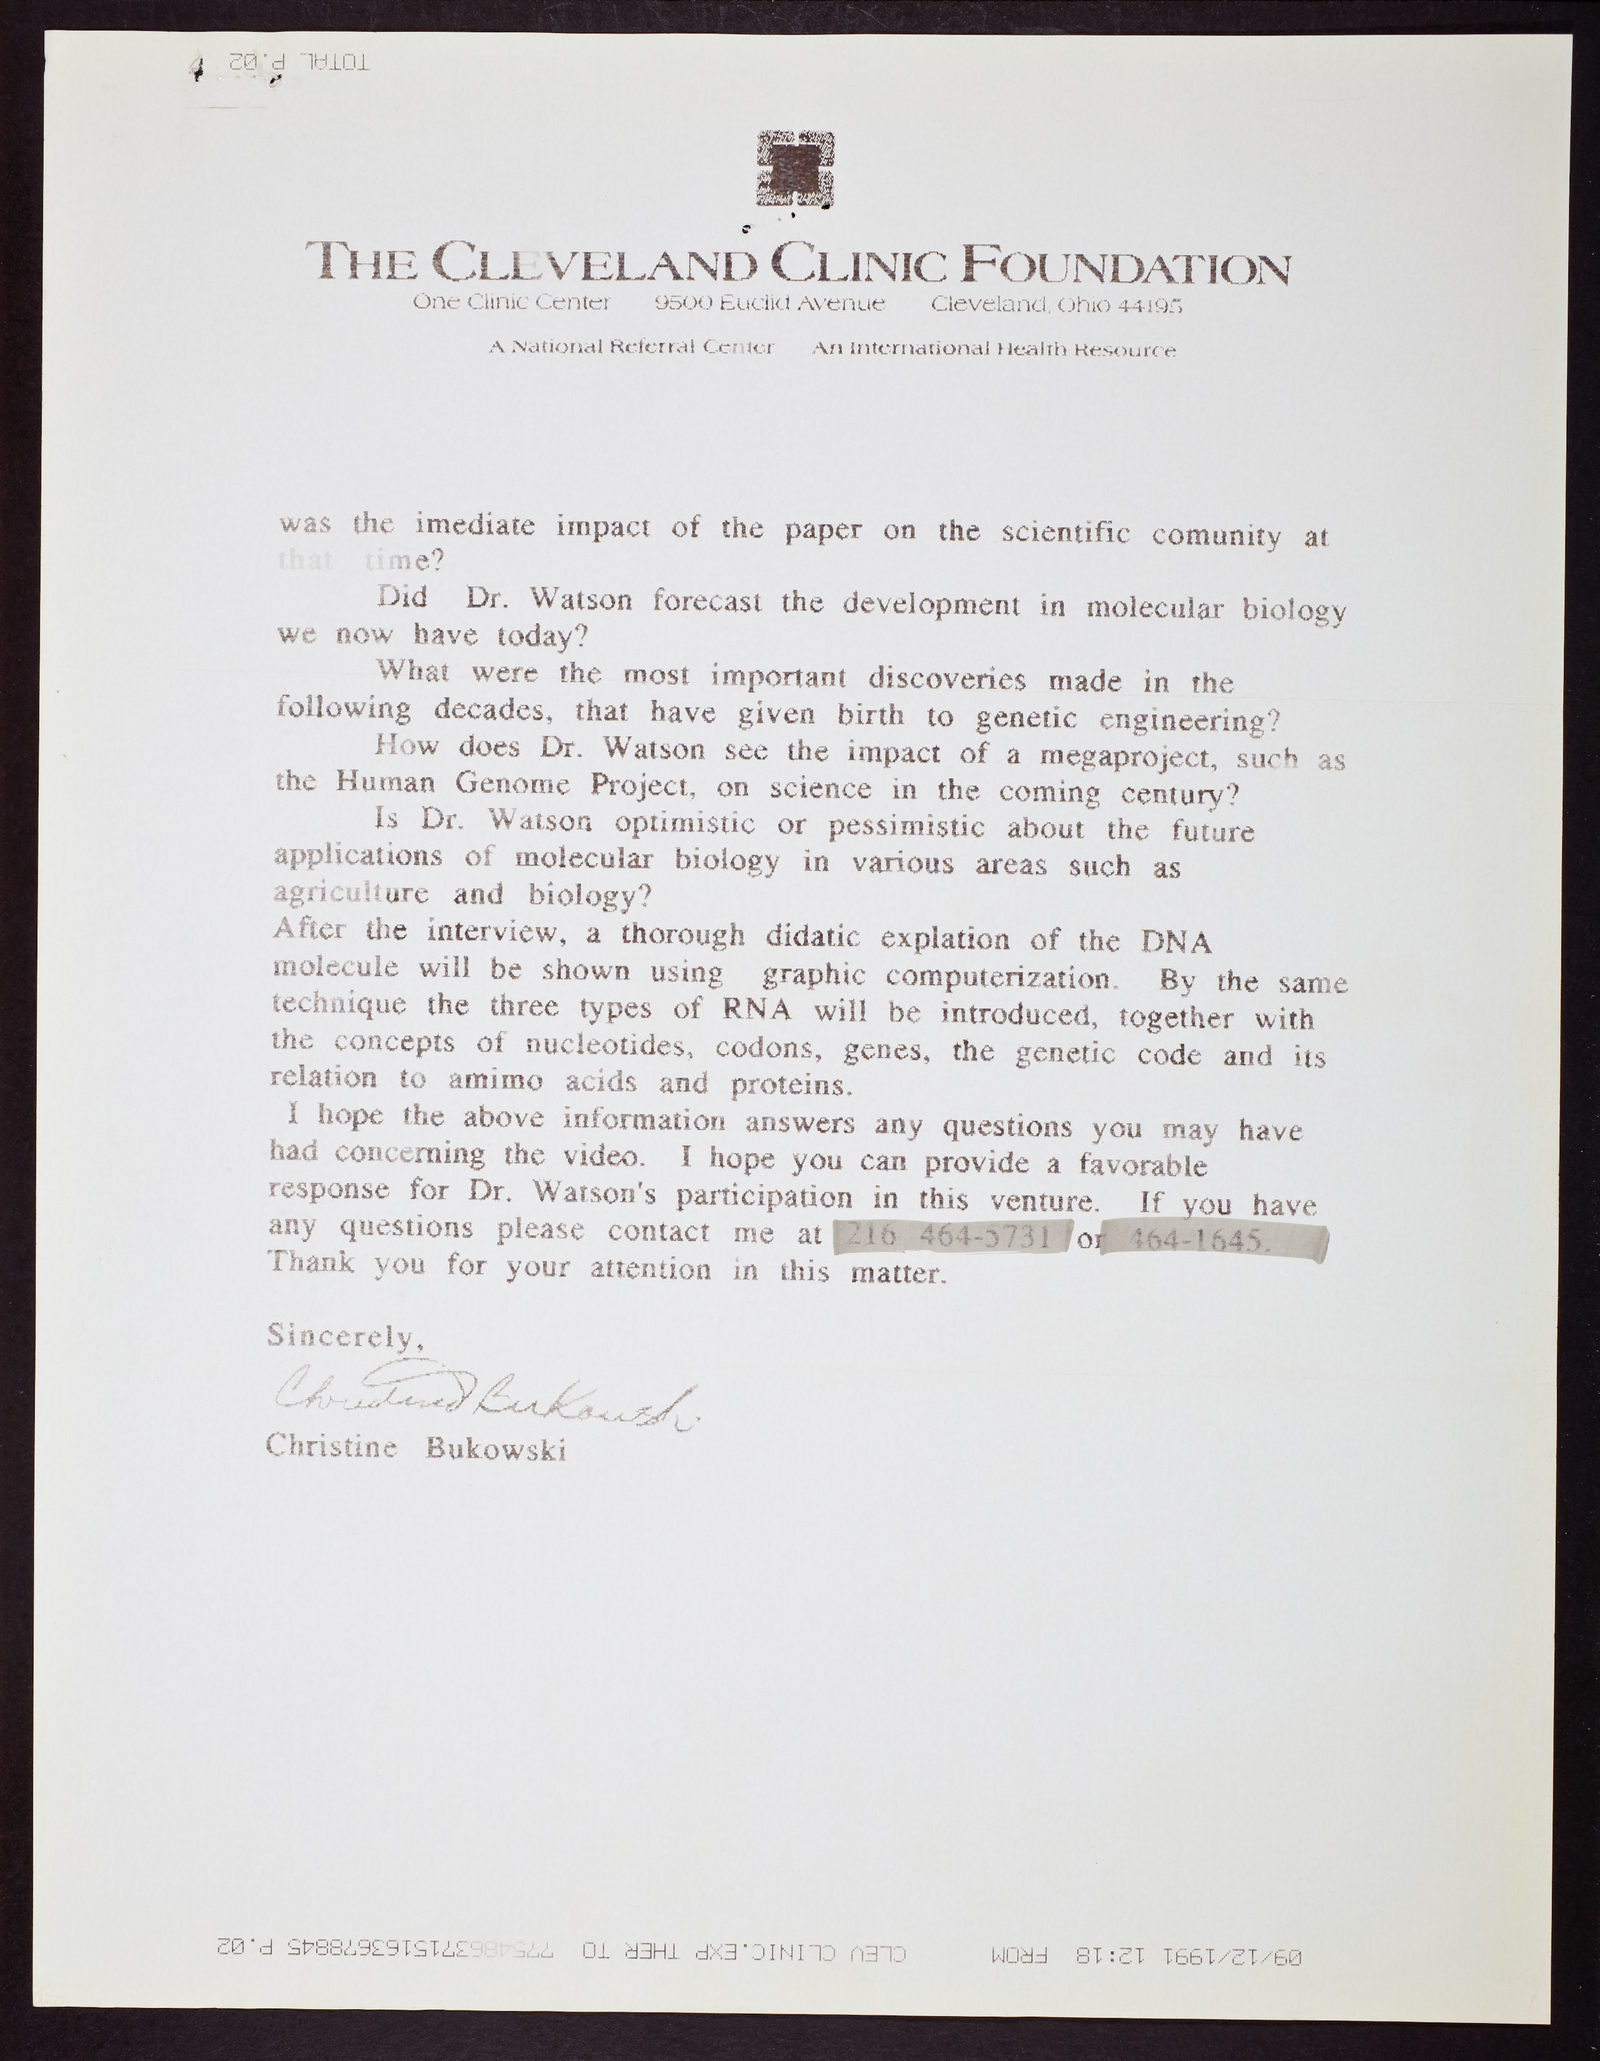 TOTAL P.02
THE CLEVELAND CLINIC FOUNDATION
One Clinic Center 9500 Euclid Avenue Cleveland, Ohio 44195
A National Referral Center An International Health Resource
was the imediate impact of the paper on the scientific comunity at
that time?
Did Dr. Watson forecast the development in molecular biology
we now have today?
What were the most important discoveries made in the
following decades, that have given birth to genetic engineering?
How does Dr. Watson see the impact of a megaproject, such as
the Human Genome Project, on science in the coming century?
Is Dr. Watson optimistic or pessimistic about the future
applications of molecular biology in various areas such as
agriculture and biology?
After the interview, a thorough didatic explation of the DNA
molecule will be shown using graphic computerization. By the same
technique the three types of RNA will be introduced, together with
the concepts of nucleotides, codons, genes, the genetic code and its
relation to amimo acids and proteins.
I hope the above information answers any questions you may have
had concerning the video. I hope you can provide a favorable
response for Dr. Watson's participation in this venture. If you have
any questions please contact me at 216 464-5731 or 464-1645.
Thank you for your attention in this matter.
Sincerely,
Christine Bukowski
Christine Bukowski
09/12/1991 12:18 FROM CLEV CLINIC.EXP THER TO P.02